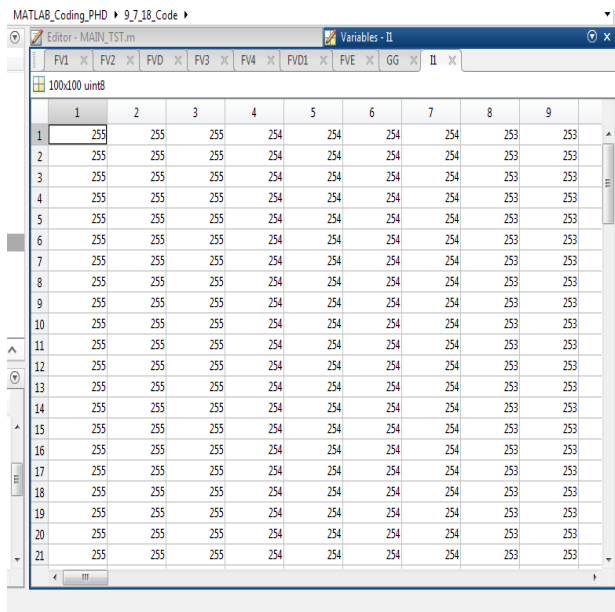 MATLAB_Coding_PHD ▸ 9_7_18_Code ▸
Editor - MAIN_TST.m Variables - I1
FV1 FV2 FVD FV3 FV4 FVD1 FVE GG I1
100x100 uint8
1 2 3 4 5 6 7 8 9
1 255 255 255 254 254 254 254 253 253
2 255 255 255 254 254 254 254 253 253
3 255 255 255 254 254 254 254 253 253
4 255 255 255 254 254 254 254 253 253
5 255 255 255 254 254 254 254 253 253
6 255 255 255 254 254 254 254 253 253
7 255 255 255 254 254 254 254 253 253
8 255 255 255 254 254 254 254 253 253
9 255 255 255 254 254 254 254 253 253
10 255 255 255 254 254 254 254 253 253
11 255 255 255 254 254 254 254 253 253
12 255 255 255 254 254 254 254 253 253
13 255 255 255 254 254 254 254 253 253
14 255 255 255 254 254 254 254 253 253
15 255 255 255 254 254 254 254 253 253
16 255 255 255 254 254 254 254 253 253
17 255 255 255 254 254 254 254 253 253
18 255 255 255 254 254 254 254 253 253
19 255 255 255 254 254 254 254 253 253
20 255 255 255 254 254 254 254 253 253
21 255 255 255 254 254 254 254 253 253